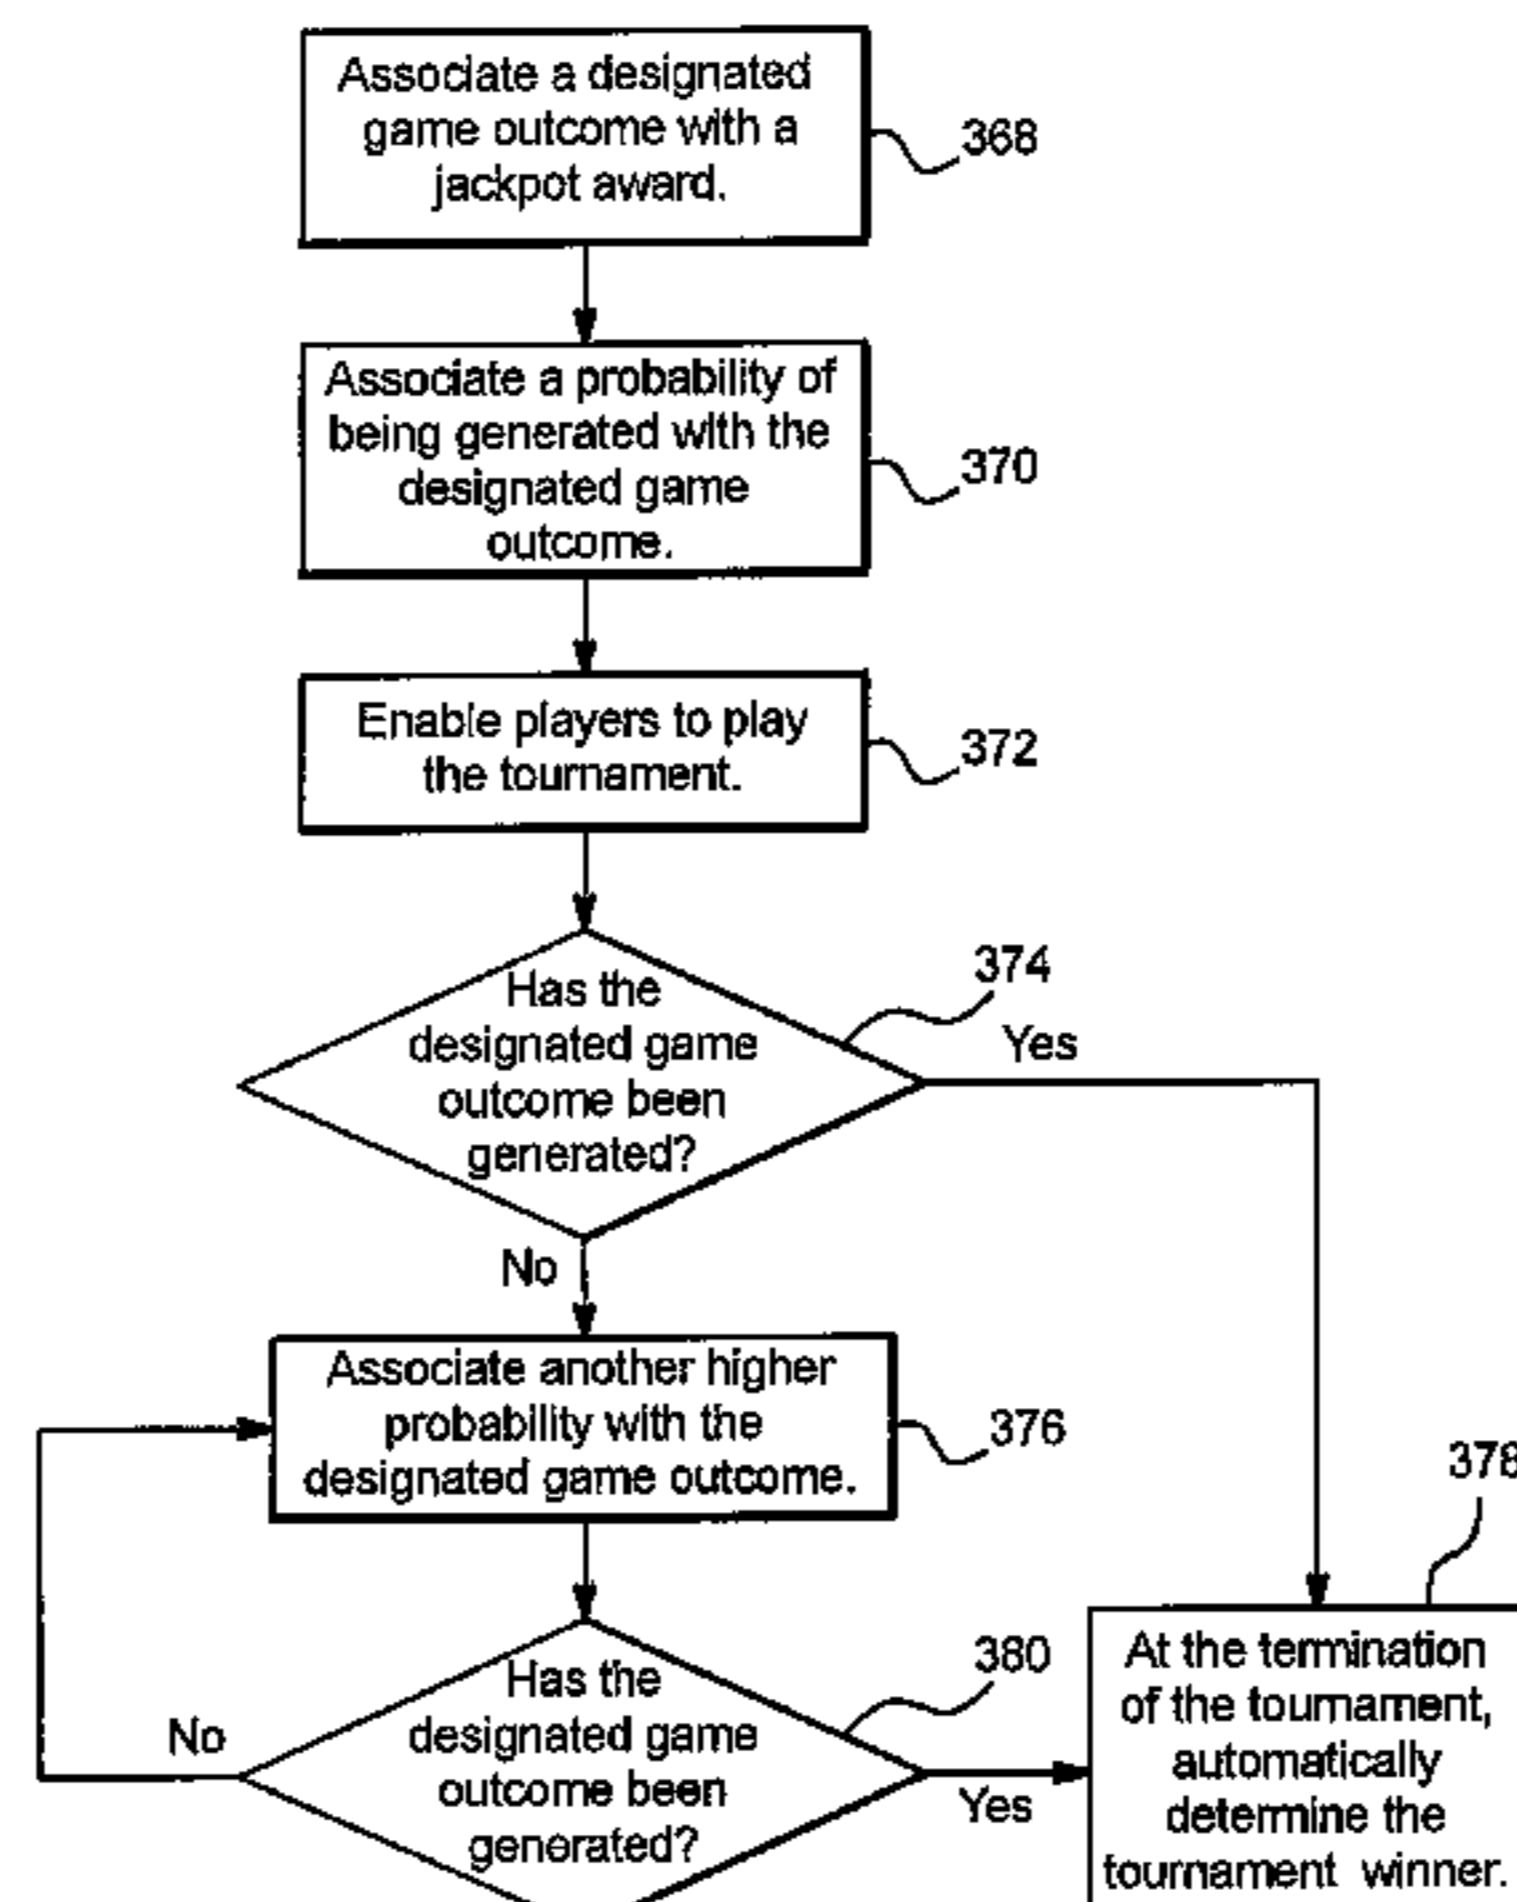 Associate a designated
game outcome with a
jackpot award.
368
Associate a probability of
being generated with the
designated game
outcome.
370
Enable players to play
the tournament.
372
Has the
designated game
outcome been
generated?
374
Yes
No
Associate another higher
probability with the
designated game outcome.
376
378
Has the
designated game
outcome been
generated?
380
No
Yes
At the termination
of the tournament,
automatically
determine the
tournament winner.